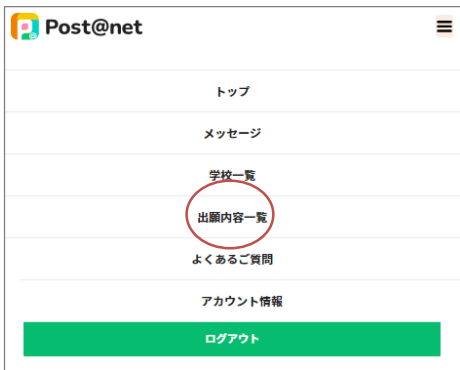 Post@net
トップ
メッセージ
学校一覧
出願内容一覧
よくあるご質問
アカウント情報
ログアウト